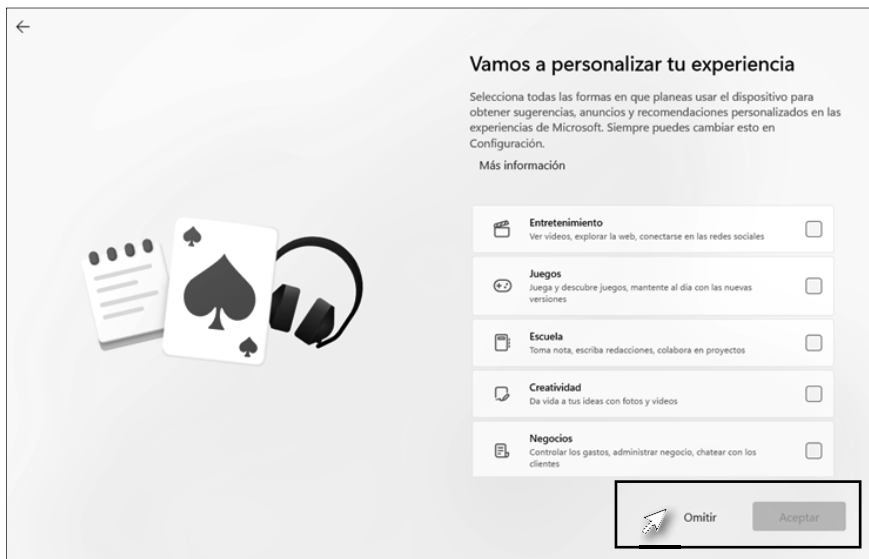 Vamos a personalizar tu experiencia
Selecciona todas las formas en que planeas usar el dispositivo para
obtener sugerencias, anuncios y recomendaciones personalizados en las
experiencias de Microsoft. Siempre puedes cambiar esto en
Configuración.
Más información
Entretenimiento
Ver videos, explorar la web, conectarse en las redes sociales
Juegos
Juega y descubre juegos, mantente al día con las nuevas
versiones
Escuela
Toma nota, escriba redacciones, colabora en proyectos
Creatividad
Da vida a tus ideas con fotos y videos
Negocios
Controlar los gastos, administrar negocio, chatear con los
clientes
Omitir
Aceptar